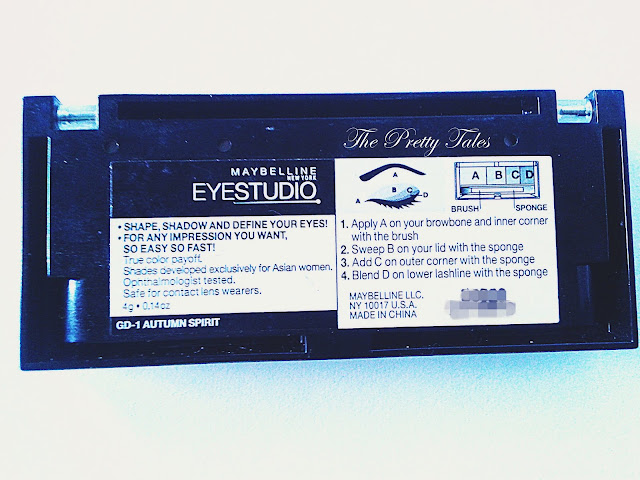 The Pretty Tales
MAYBELLINE
NEW YORK
EYESTUDIO
• SHAPE, SHADOW AND DEFINE YOUR EYES!
• FOR ANY IMPRESSION YOU WANT,
SO EASY SO FAST!
True color payoff.
Shades developed exclusively for Asian women.
Ophthalmologist tested.
Safe for contact lens wearers.
4g • 0.14oz
GD-1 AUTUMN SPIRIT
A
A B C D
A B C D
BRUSH SPONGE
1. Apply A on your browbone and inner corner
with the brush
2. Sweep B on your lid with the sponge
3. Add C on outer corner with the sponge
4. Blend D on lower lashline with the sponge
MAYBELLINE LLC.
NY 10017 U.S.A.
MADE IN CHINA